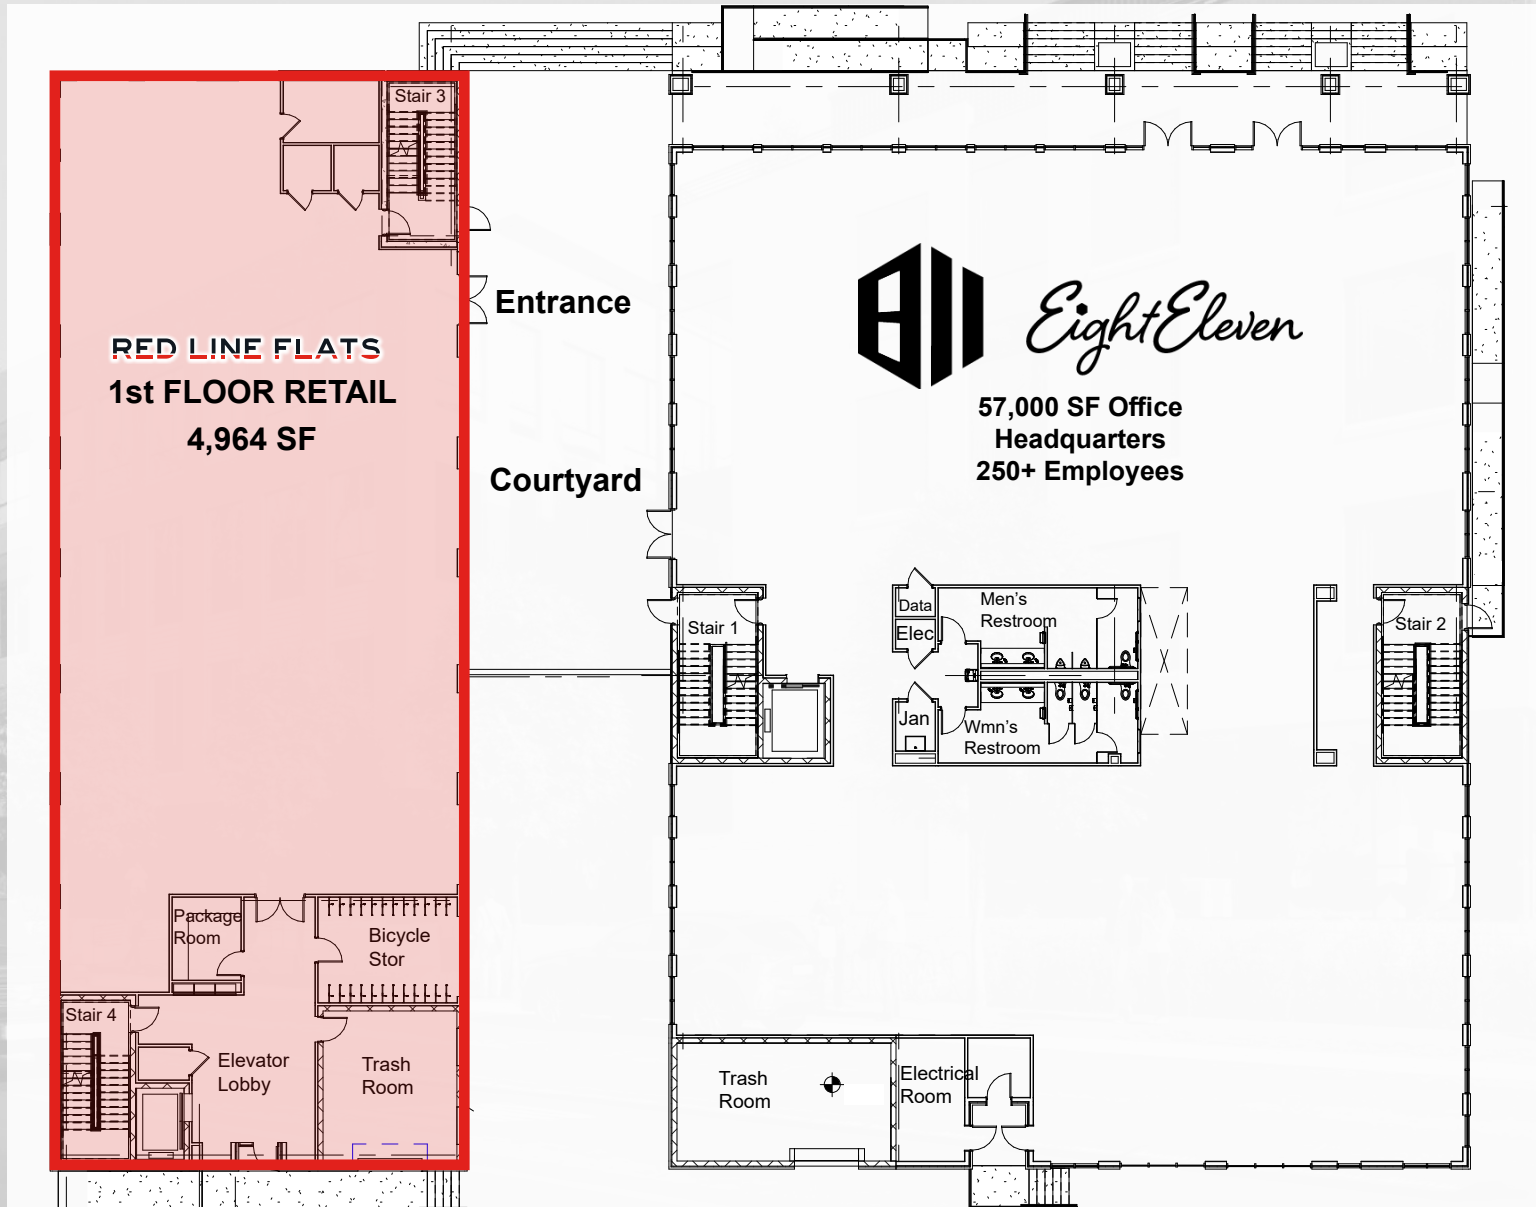 Stair 3
Entrance
RED LINE FLATS
1st FLOOR RETAIL
4,964 SF
Courtyard
811
EightEleven
57,000 SF Office
Headquarters
250+ Employees
Data
Elec
Men's
Restroom
Stair 1
Stair 2
Jan
Wmn's
Restroom
Package
Room
Bicycle
Stor
Stair 4
Elevator
Lobby
Trash
Room
Trash
Room
Electrical
Room